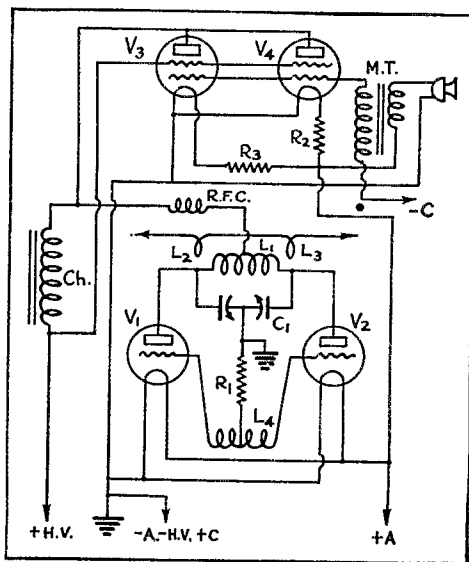 V3
V4
M.T.
R2
R3
-C
R.F.C.
L2
L1
L3
Ch.
C1
V1
V2
R1
L4
+H.V.
-A.-H.V.+C
+A